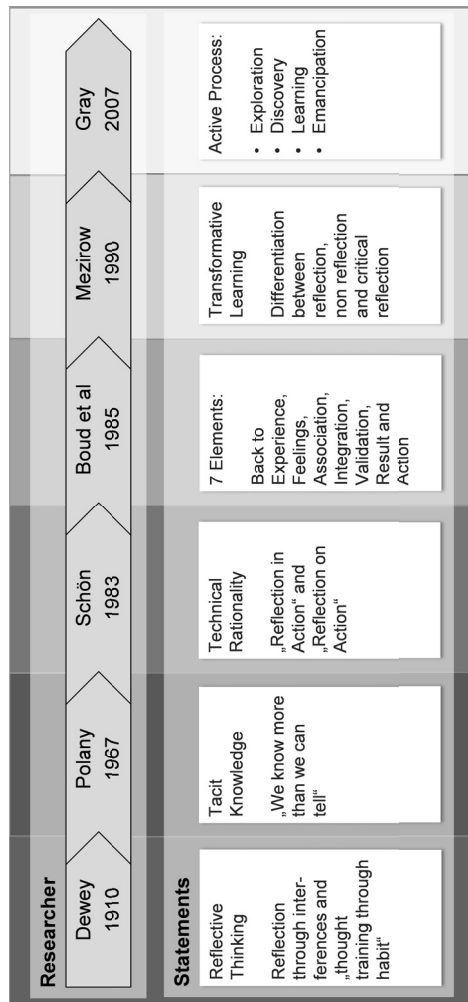 Researcher
Dewey
1910
Polany
1967
Schön
1983
Boud et al
1985
Mezirow
1990
Gray
2007
Statements
Reflective
Thinking
Reflection
through inter-
ferences and
„thought
training through
habit“
Tacit
Knowledge
„We know more
than we can
tell“
Technical
Rationality
„Reflection in
Action“ and
„Reflection on
Action“
7 Elements:
Back to
Experience,
Feelings,
Association,
Integration,
Validation,
Result and
Action
Transformative
Learning
Differentiation
between
reflection,
non reflection
and critical
reflection
Active Process:
• Exploration
• Discovery
• Learning
• Emancipation